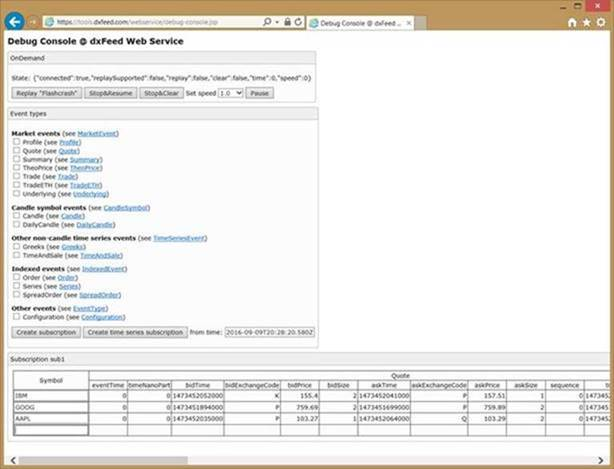 https://tools.dxfeed.com/webservice/debug-console.jsp
Debug Console @ dxFeed ...
Debug Console @ dxFeed Web Service
OnDemand
State: {"connected":true,"replaySupported":false,"replay":false,"clear":false,"time":0,"speed":0}
Replay "Flashcrash" Stop&Resume Stop&Clear Set speed 1.0 Pause
Event types
Market events (see MarketEvent)
Profile (see Profile)
Quote (see Quote)
Summary (see Summary)
TheoPrice (see TheoPrice)
Trade (see Trade)
TradeETH (see TradeETH)
Underlying (see Underlying)
Candle symbol events (see CandleSymbol)
Candle (see Candle)
DailyCandle (see DailyCandle)
Other non-candle time series events (see TimeSeriesEvent)
Greeks (see Greeks)
TimeAndSale (see TimeAndSale)
Indexed events (see IndexedEvent)
Order (see Order)
Series (see Series)
SpreadOrder (see SpreadOrder)
Other events (see EventType)
Configuration (see Configuration)
Create subscription Create time series subscription from time: 2016-09-09T20:28:20.580Z
Subscription sub1
Symbol Quote
eventTime timeNanoPart bidTime bidExchangeCode bidPrice bidSize askTime askExchangeCode askPrice askSize sequence
IBM 0 0 1473452052000 K 155.4 2 1473452041000 P 157.51 1 0 147345
GOOG 0 0 1473451894000 P 759.69 2 1473451699000 P 759.89 2 0 147345
AAPL 0 0 1473452035000 P 103.27 1 1473452064000 Q 103.29 2 0 147345